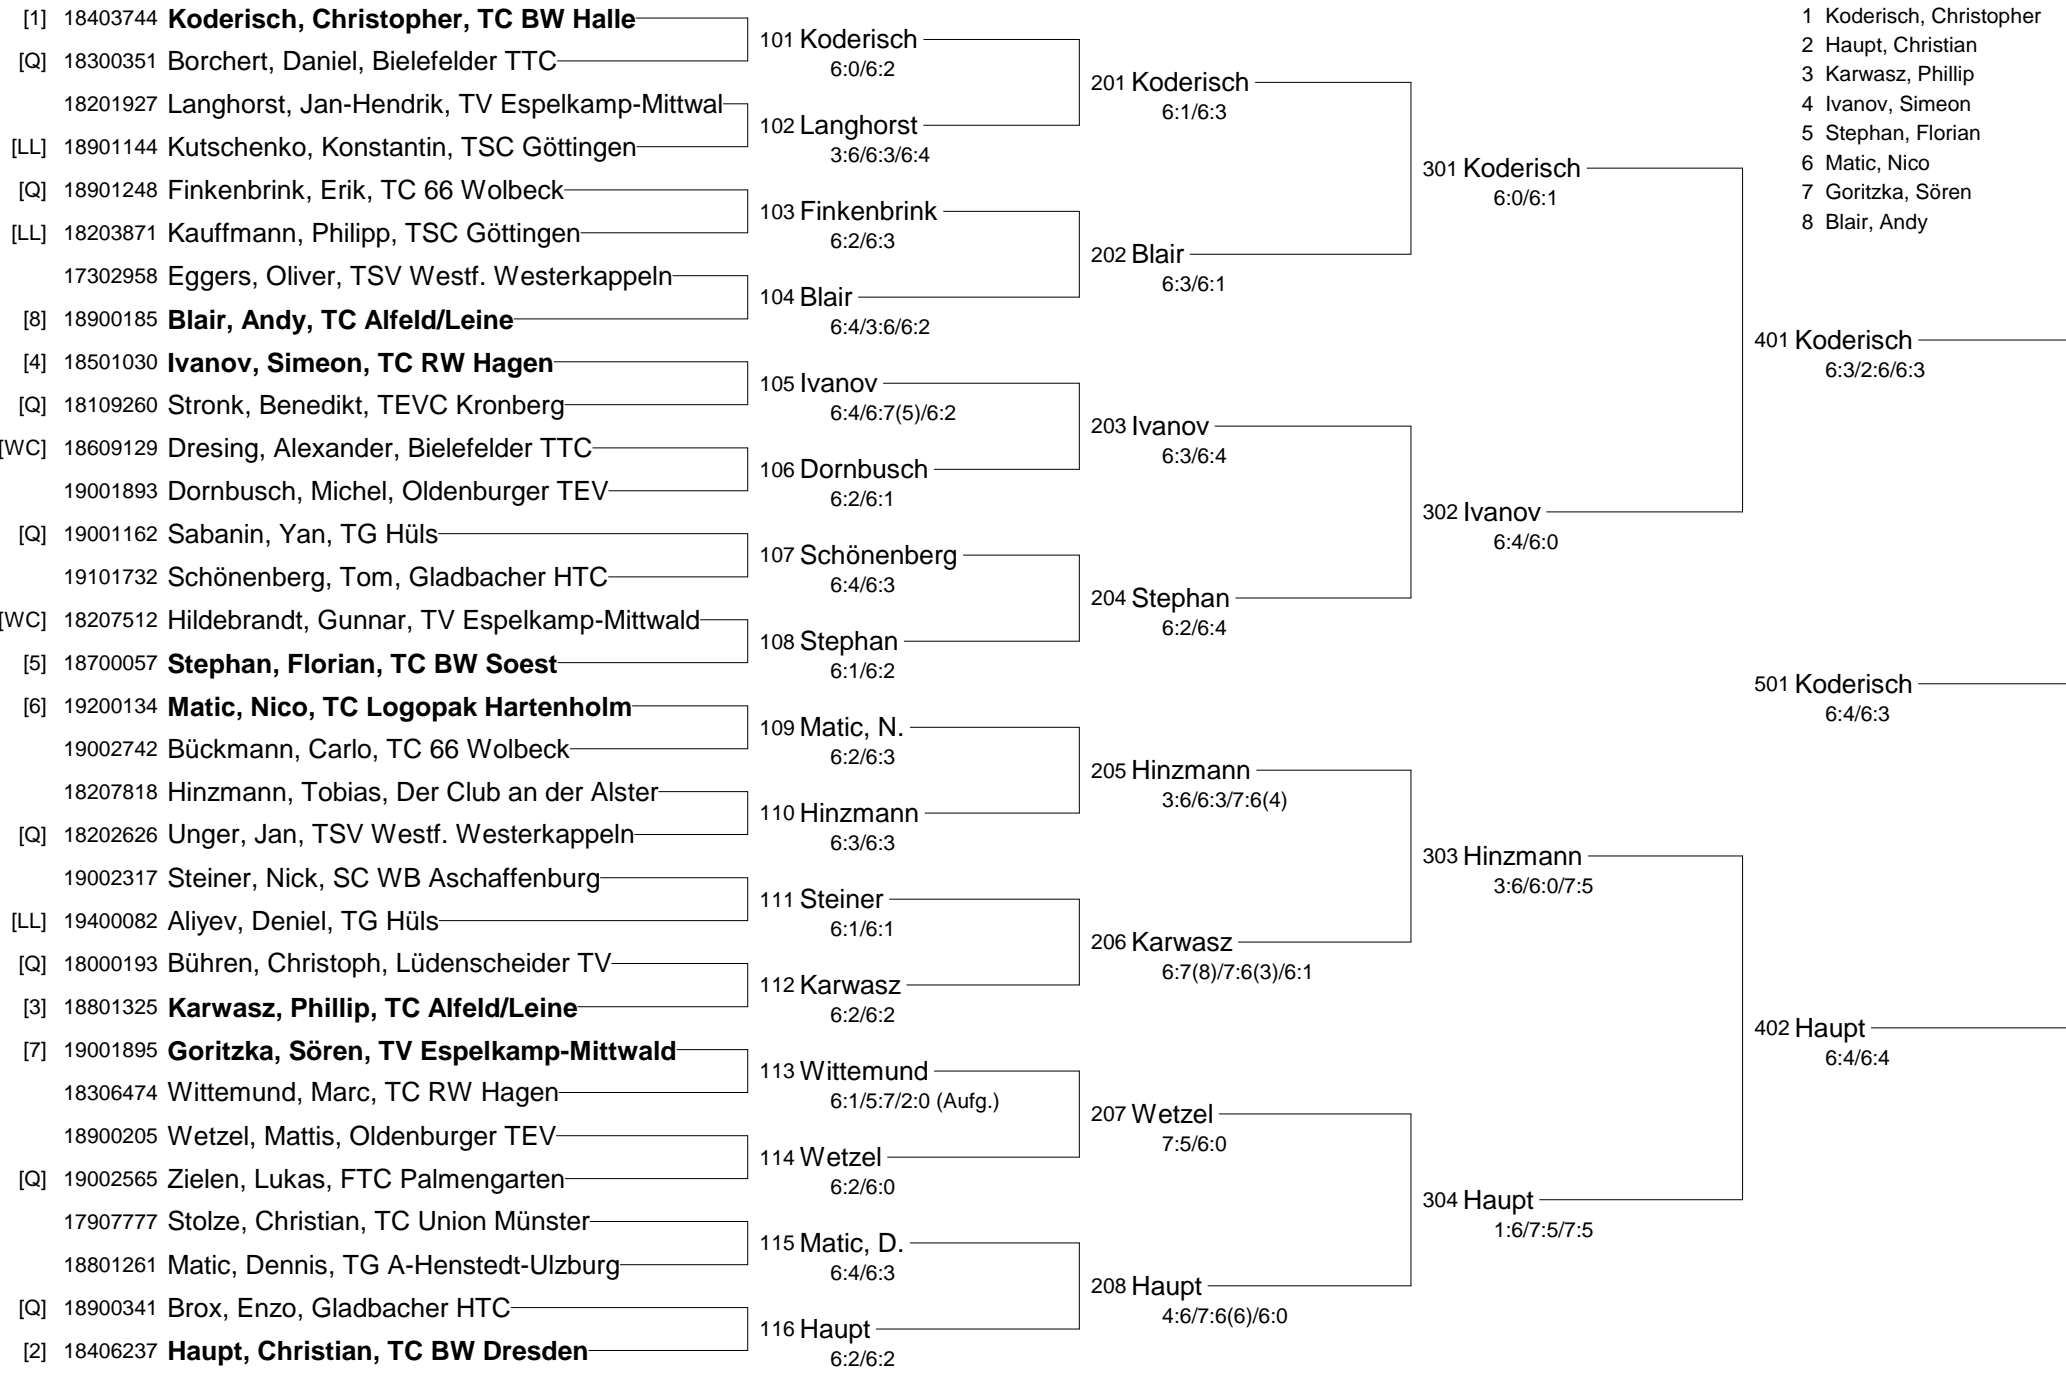 [1] 18403744 Koderisch, Christopher, TC BW Halle
[Q] 18300351 Borchert, Daniel, Bielefelder TTC
18201927 Langhorst, Jan-Hendrik, TV Espelkamp-Mittwal
[LL] 18901144 Kutschenko, Konstantin, TSC Göttingen
[Q] 18901248 Finkenbrink, Erik, TC 66 Wolbeck
[LL] 18203871 Kauffmann, Philipp, TSC Göttingen
17302958 Eggers, Oliver, TSV Westf. Westerkappeln
[8] 18900185 Blair, Andy, TC Alfeld/Leine
[4] 18501030 Ivanov, Simeon, TC RW Hagen
[Q] 18109260 Stronk, Benedikt, TEVC Kronberg
[WC] 18609129 Dresing, Alexander, Bielefelder TTC
19001893 Dornbusch, Michel, Oldenburger TEV
[Q] 19001162 Sabanin, Yan, TG Hüls
19101732 Schönenberg, Tom, Gladbacher HTC
[WC] 18207512 Hildebrandt, Gunnar, TV Espelkamp-Mittwald
[5] 18700057 Stephan, Florian, TC BW Soest
[6] 19200134 Matic, Nico, TC Logopak Hartenholm
19002742 Bückmann, Carlo, TC 66 Wolbeck
18207818 Hinzmann, Tobias, Der Club an der Alster
[Q] 18202626 Unger, Jan, TSV Westf. Westerkappeln
19002317 Steiner, Nick, SC WB Aschaffenburg
[LL] 19400082 Aliyev, Deniel, TG Hüls
[Q] 18000193 Bühren, Christoph, Lüdenscheider TV
[3] 18801325 Karwasz, Phillip, TC Alfeld/Leine
[7] 19001895 Goritzka, Sören, TV Espelkamp-Mittwald
18306474 Wittemund, Marc, TC RW Hagen
18900205 Wetzel, Mattis, Oldenburger TEV
[Q] 19002565 Zielen, Lukas, FTC Palmengarten
17907777 Stolze, Christian, TC Union Münster
18801261 Matic, Dennis, TG A-Henstedt-Ulzburg
[Q] 18900341 Brox, Enzo, Gladbacher HTC
[2] 18406237 Haupt, Christian, TC BW Dresden
101 Koderisch
6:0/6:2
102 Langhorst
3:6/6:3/6:4
103 Finkenbrink
6:2/6:3
104 Blair
6:4/3:6/6:2
105 Ivanov
6:4/6:7(5)/6:2
106 Dornbusch
6:2/6:1
107 Schönenberg
6:4/6:3
108 Stephan
6:1/6:2
109 Matic, N.
6:2/6:3
110 Hinzmann
6:3/6:3
111 Steiner
6:1/6:1
112 Karwasz
6:2/6:2
113 Wittemund
6:1/5:7/2:0 (Aufg.)
114 Wetzel
6:2/6:0
115 Matic, D.
6:4/6:3
116 Haupt
6:2/6:2
201 Koderisch
6:1/6:3
202 Blair
6:3/6:1
203 Ivanov
6:3/6:4
204 Stephan
6:2/6:4
205 Hinzmann
3:6/6:3/7:6(4)
206 Karwasz
6:7(8)/7:6(3)/6:1
207 Wetzel
7:5/6:0
208 Haupt
4:6/7:6(6)/6:0
301 Koderisch
6:0/6:1
302 Ivanov
6:4/6:0
303 Hinzmann
3:6/6:0/7:5
304 Haupt
1:6/7:5/7:5
1 Koderisch, Christopher
2 Haupt, Christian
3 Karwasz, Phillip
4 Ivanov, Simeon
5 Stephan, Florian
6 Matic, Nico
7 Goritzka, Sören
8 Blair, Andy
401 Koderisch
6:3/2:6/6:3
501 Koderisch
6:4/6:3
402 Haupt
6:4/6:4